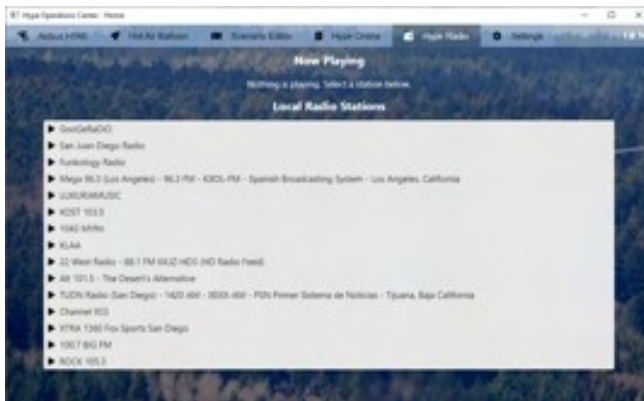 Hype Operations Center - Home
Airbus H145 Hot Air Balloon Scenario Editor Hype Online Hype Radio Settings
Now Playing
Nothing is playing. Select a station below.
Local Radio Stations
GooGeRaDiO
San Juan Diego Radio
Funkology Radio
Mega 96.3 (Los Angeles) - 96.3 FM - KXOL-FM - Spanish Broadcasting System - Los Angeles, California
LUXURIAMUSIC
KOST 103.5
KLAA
22 West Radio - 88.1 FM KKJZ-HD3 (HD Radio Feed)
Alt 101.5 - The Desert's Alternative
TUDN Radio (San Diego) - 1420 AM - XEXX-AM - PSN Primer Sistema de Noticias - Tijuana, Baja California
Channel 103
XTRA 1360 Fox Sports San Diego
100.7 BIG FM
ROCK 105.3